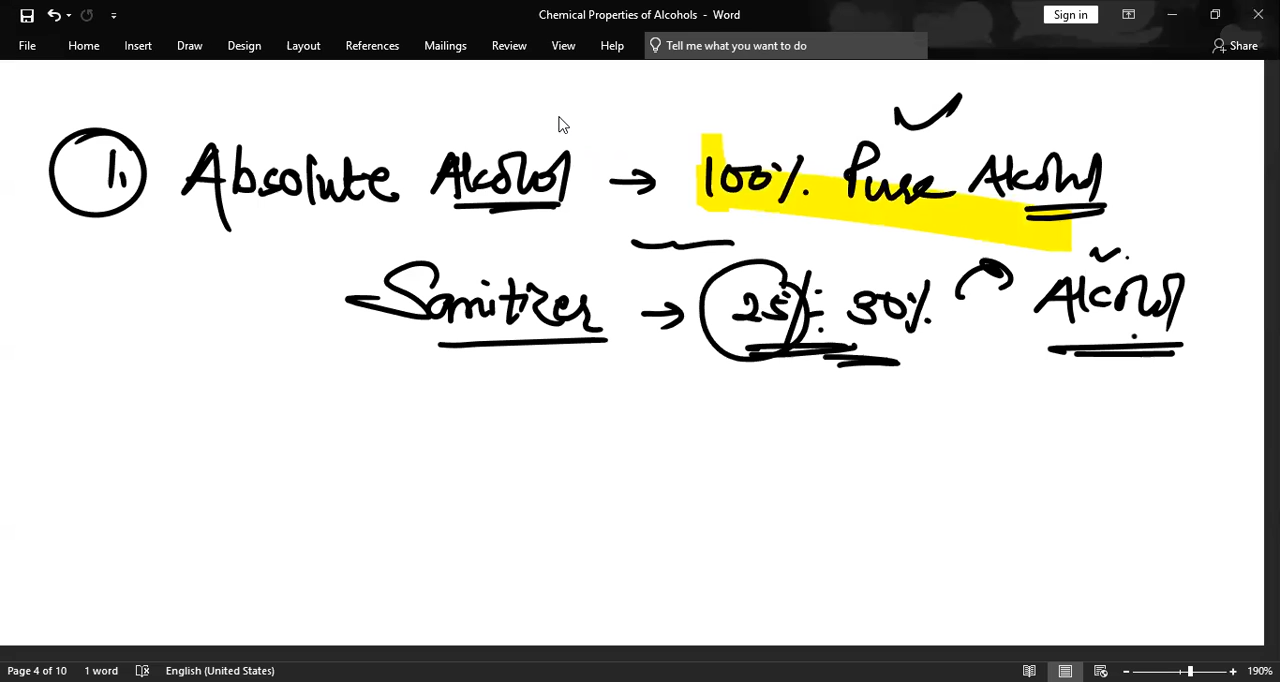 Chemical Properties of Alcohols - Word
Sign in
File Home Insert Draw Design Layout References Mailings Review View Help Tell me what you want to do Share
1. Absolute Alcohol → 100% Pure Alcohol
Sanitizer → 25% - 30% Alcohol
Page 4 of 10 1 word English (United States) 190%